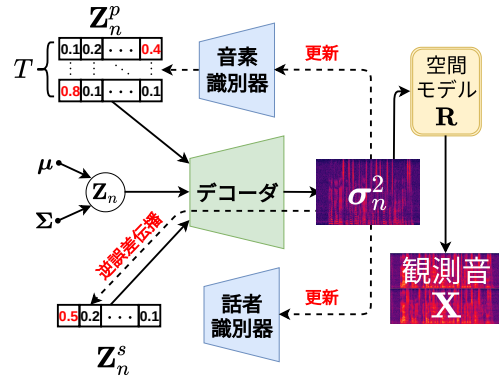 Z_n^p
0.1 0.2 ··· 0.4
T
0.8 0.1 ··· 0.1
音素
識別器
更新
空間
モデル
R
μ
Σ
z_n
デコーダ
σ_n^2
逆誤差伝播
観測音
X
0.5 0.2 ··· 0.1
Z_n^s
話者
識別器
更新